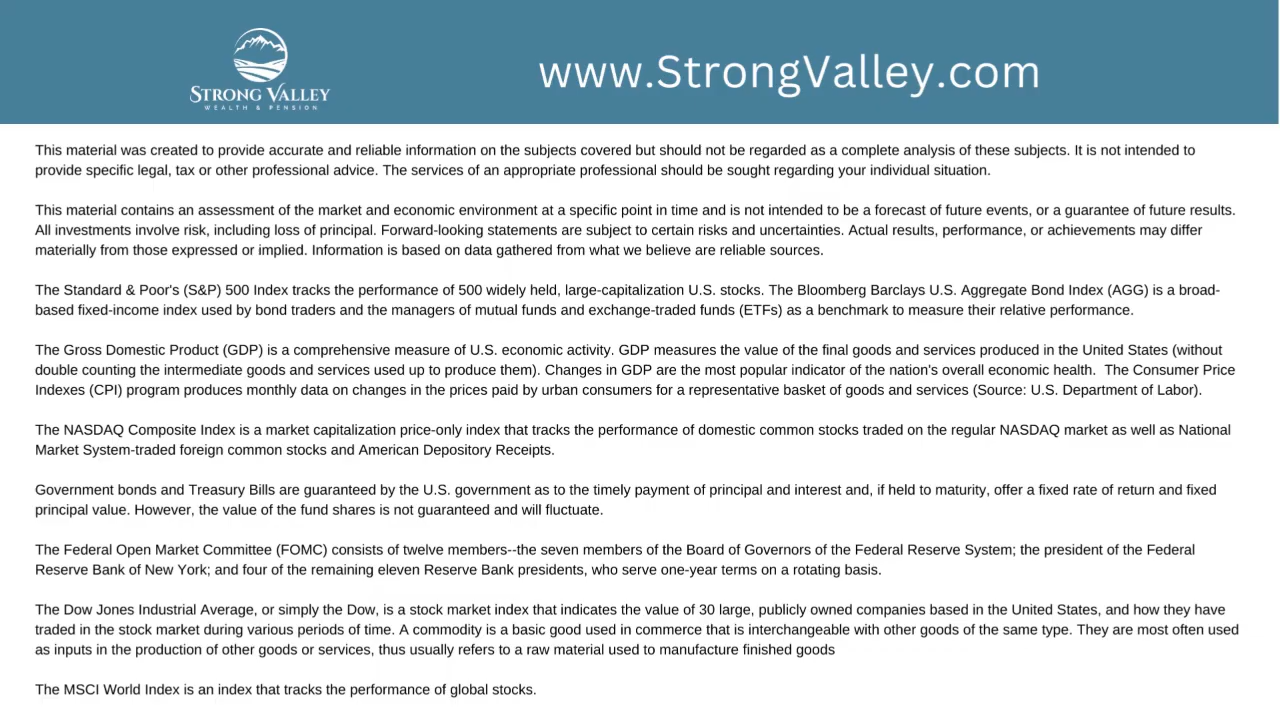 www.StrongValley.com
STRONG VALLEY
WEALTH & PENSION
This material was created to provide accurate and reliable information on the subjects covered but should not be regarded as a complete analysis of these subjects. It is not intended to
provide specific legal, tax or other professional advice. The services of an appropriate professional should be sought regarding your individual situation.
This material contains an assessment of the market and economic environment at a specific point in time and is not intended to be a forecast of future events, or a guarantee of future results.
All investments involve risk, including loss of principal. Forward-looking statements are subject to certain risks and uncertainties. Actual results, performance, or achievements may differ
materially from those expressed or implied. Information is based on data gathered from what we believe are reliable sources.
The Standard & Poor's (S&P) 500 Index tracks the performance of 500 widely held, large-capitalization U.S. stocks. The Bloomberg Barclays U.S. Aggregate Bond Index (AGG) is a broad-
based fixed-income index used by bond traders and the managers of mutual funds and exchange-traded funds (ETFs) as a benchmark to measure their relative performance.
The Gross Domestic Product (GDP) is a comprehensive measure of U.S. economic activity. GDP measures the value of the final goods and services produced in the United States (without
double counting the intermediate goods and services used up to produce them). Changes in GDP are the most popular indicator of the nation's overall economic health.  The Consumer Price
Indexes (CPI) program produces monthly data on changes in the prices paid by urban consumers for a representative basket of goods and services (Source: U.S. Department of Labor).
The NASDAQ Composite Index is a market capitalization price-only index that tracks the performance of domestic common stocks traded on the regular NASDAQ market as well as National
Market System-traded foreign common stocks and American Depository Receipts.
Government bonds and Treasury Bills are guaranteed by the U.S. government as to the timely payment of principal and interest and, if held to maturity, offer a fixed rate of return and fixed
principal value. However, the value of the fund shares is not guaranteed and will fluctuate.
The Federal Open Market Committee (FOMC) consists of twelve members--the seven members of the Board of Governors of the Federal Reserve System; the president of the Federal
Reserve Bank of New York; and four of the remaining eleven Reserve Bank presidents, who serve one-year terms on a rotating basis.
The Dow Jones Industrial Average, or simply the Dow, is a stock market index that indicates the value of 30 large, publicly owned companies based in the United States, and how they have
traded in the stock market during various periods of time. A commodity is a basic good used in commerce that is interchangeable with other goods of the same type. They are most often used
as inputs in the production of other goods or services, thus usually refers to a raw material used to manufacture finished goods
The MSCI World Index is an index that tracks the performance of global stocks.